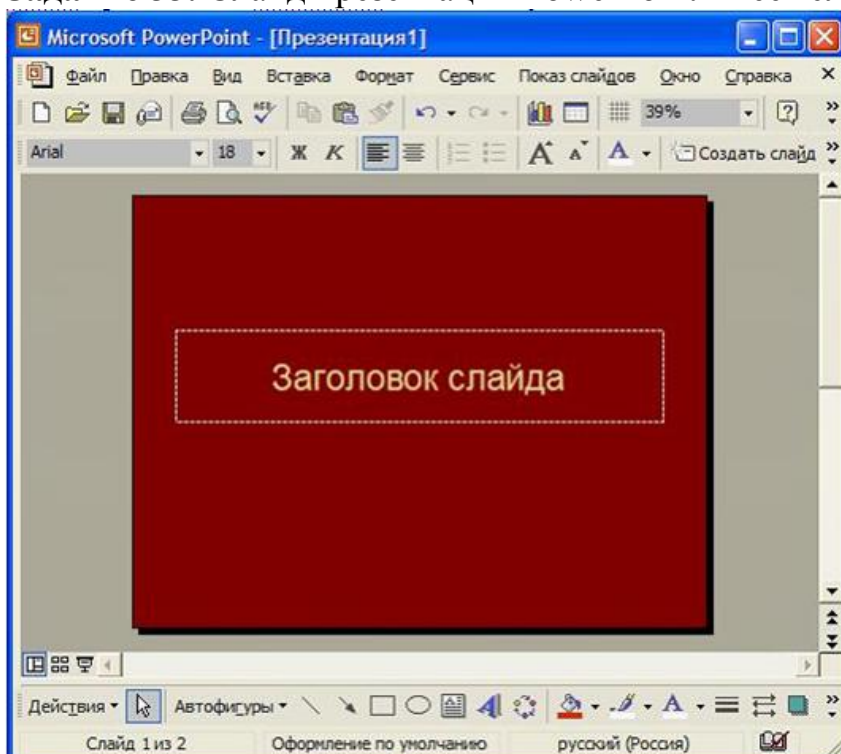 Microsoft PowerPoint - [Презентация1]
Файл Правка Вид Вставка Формат Сервис Показ слайдов Окно Справка
39%
Arial 18 Ж К Создать слайд
Заголовок слайда
Действия Автофигуры
Слайд 1 из 2 Оформление по умолчанию русский (Россия)